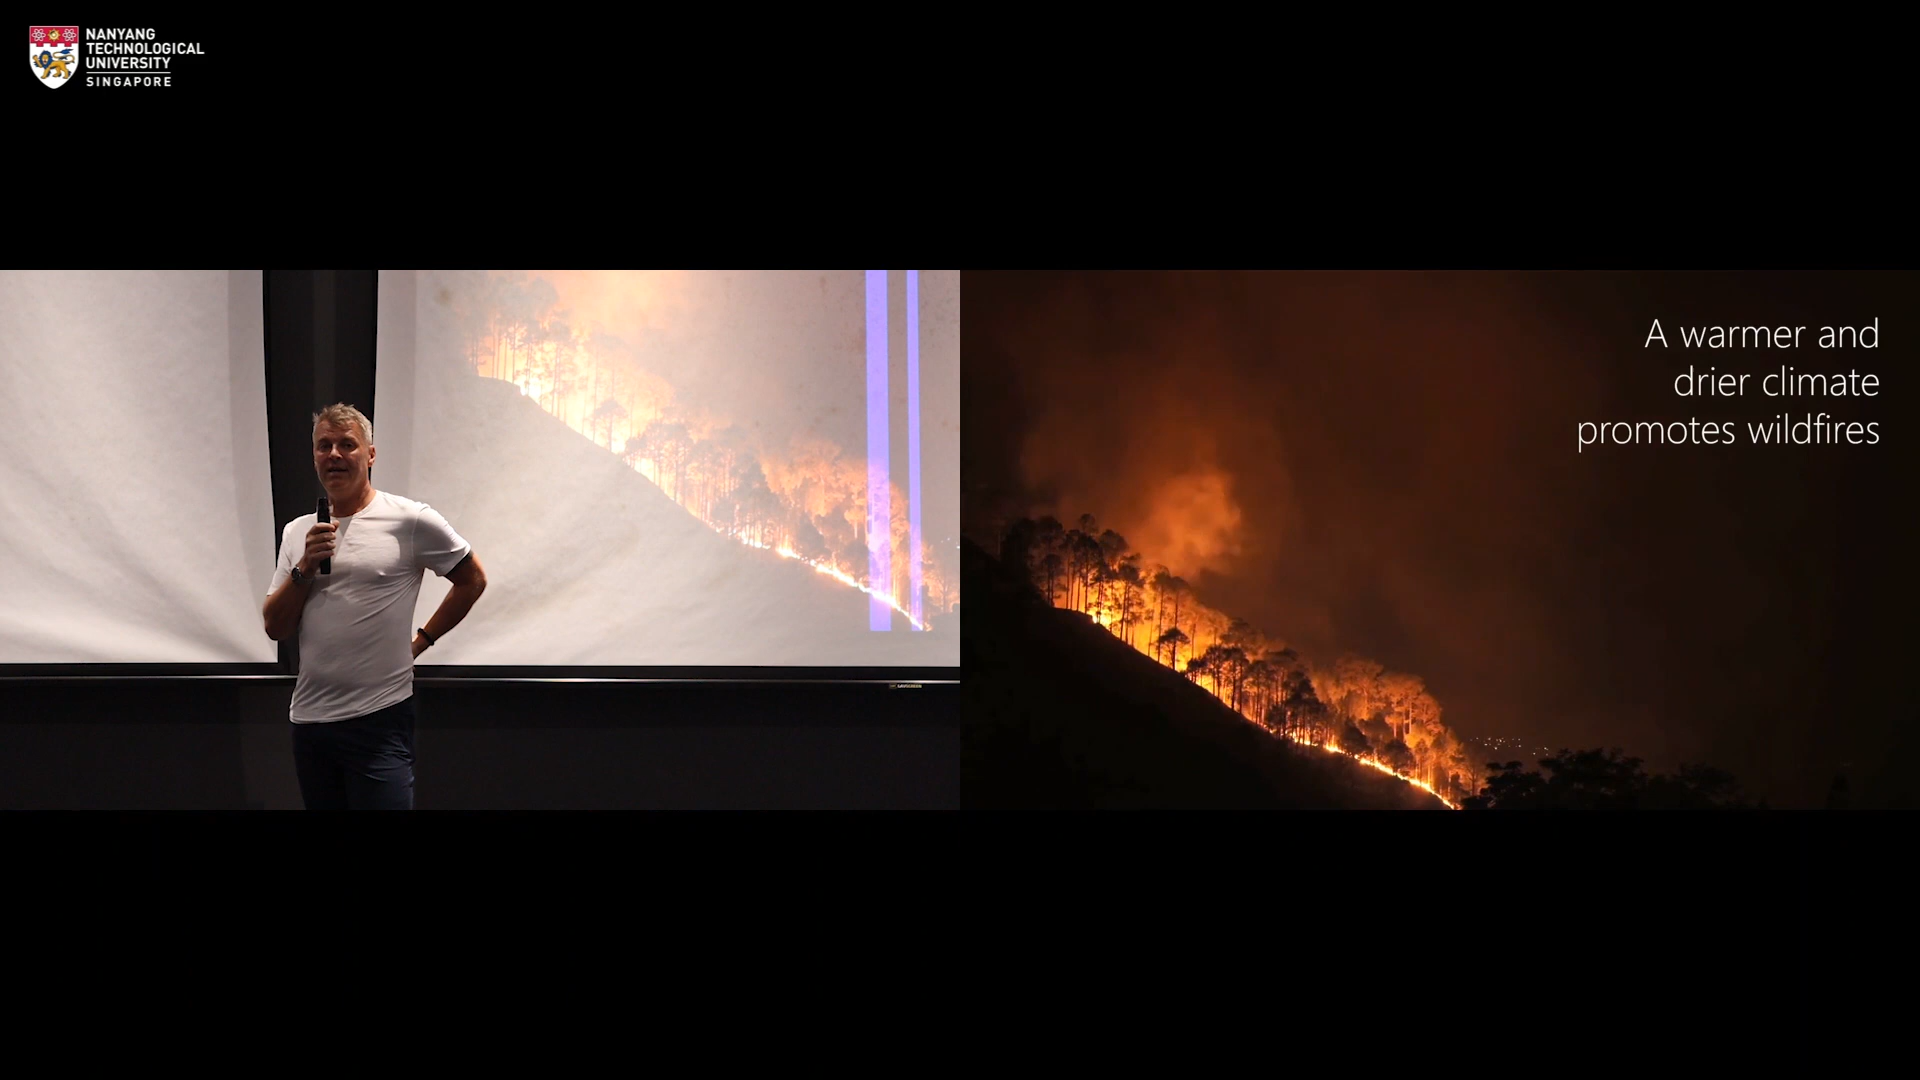 NANYANG
TECHNOLOGICAL
UNIVERSITY
SINGAPORE
A warmer and
drier climate
promotes wildfires